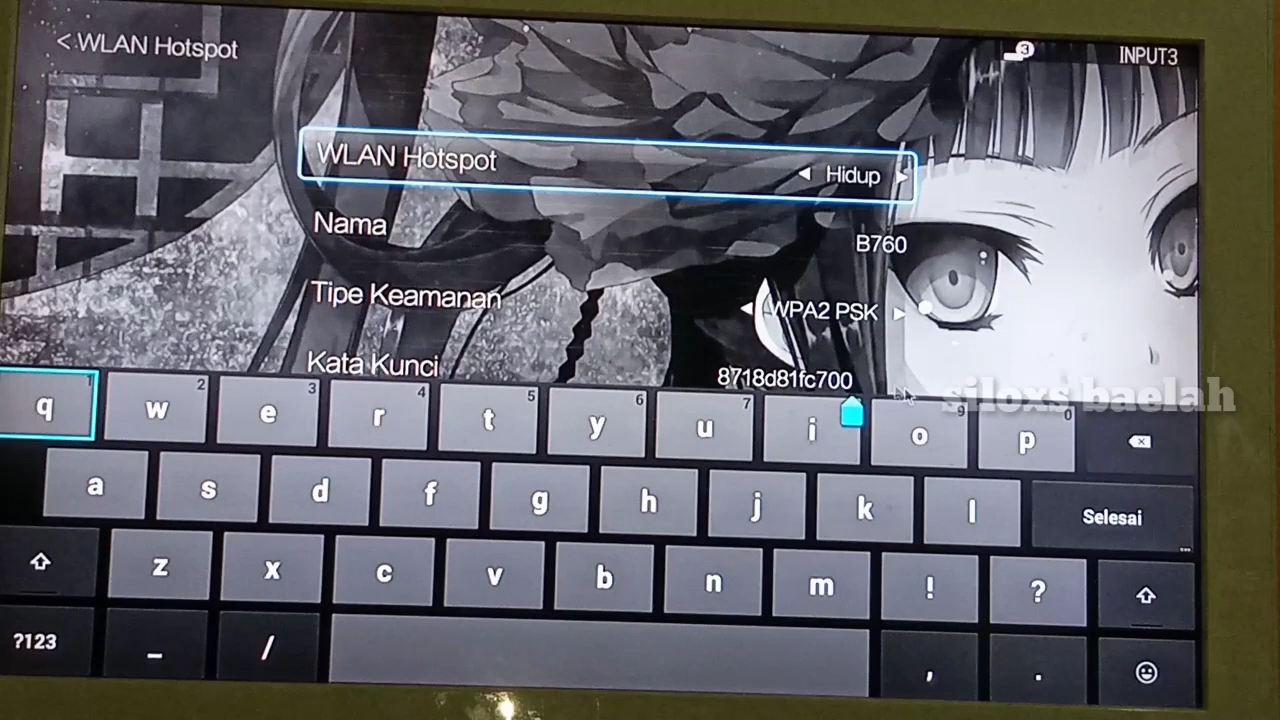 < WLAN Hotspot
3
INPUT3
WLAN Hotspot
Hidup
Nama
B760
Tipe Keamanan
WPA2 PSK
Kata Kunci
8718d81fc700
siloxs baelah
q 1 w 2 e 3 r 4 t 5 y 6 u 7 i o 9 p 0
a s d f g h j k l Selesai
z x c v b n m ! ?
?123 _ / , .